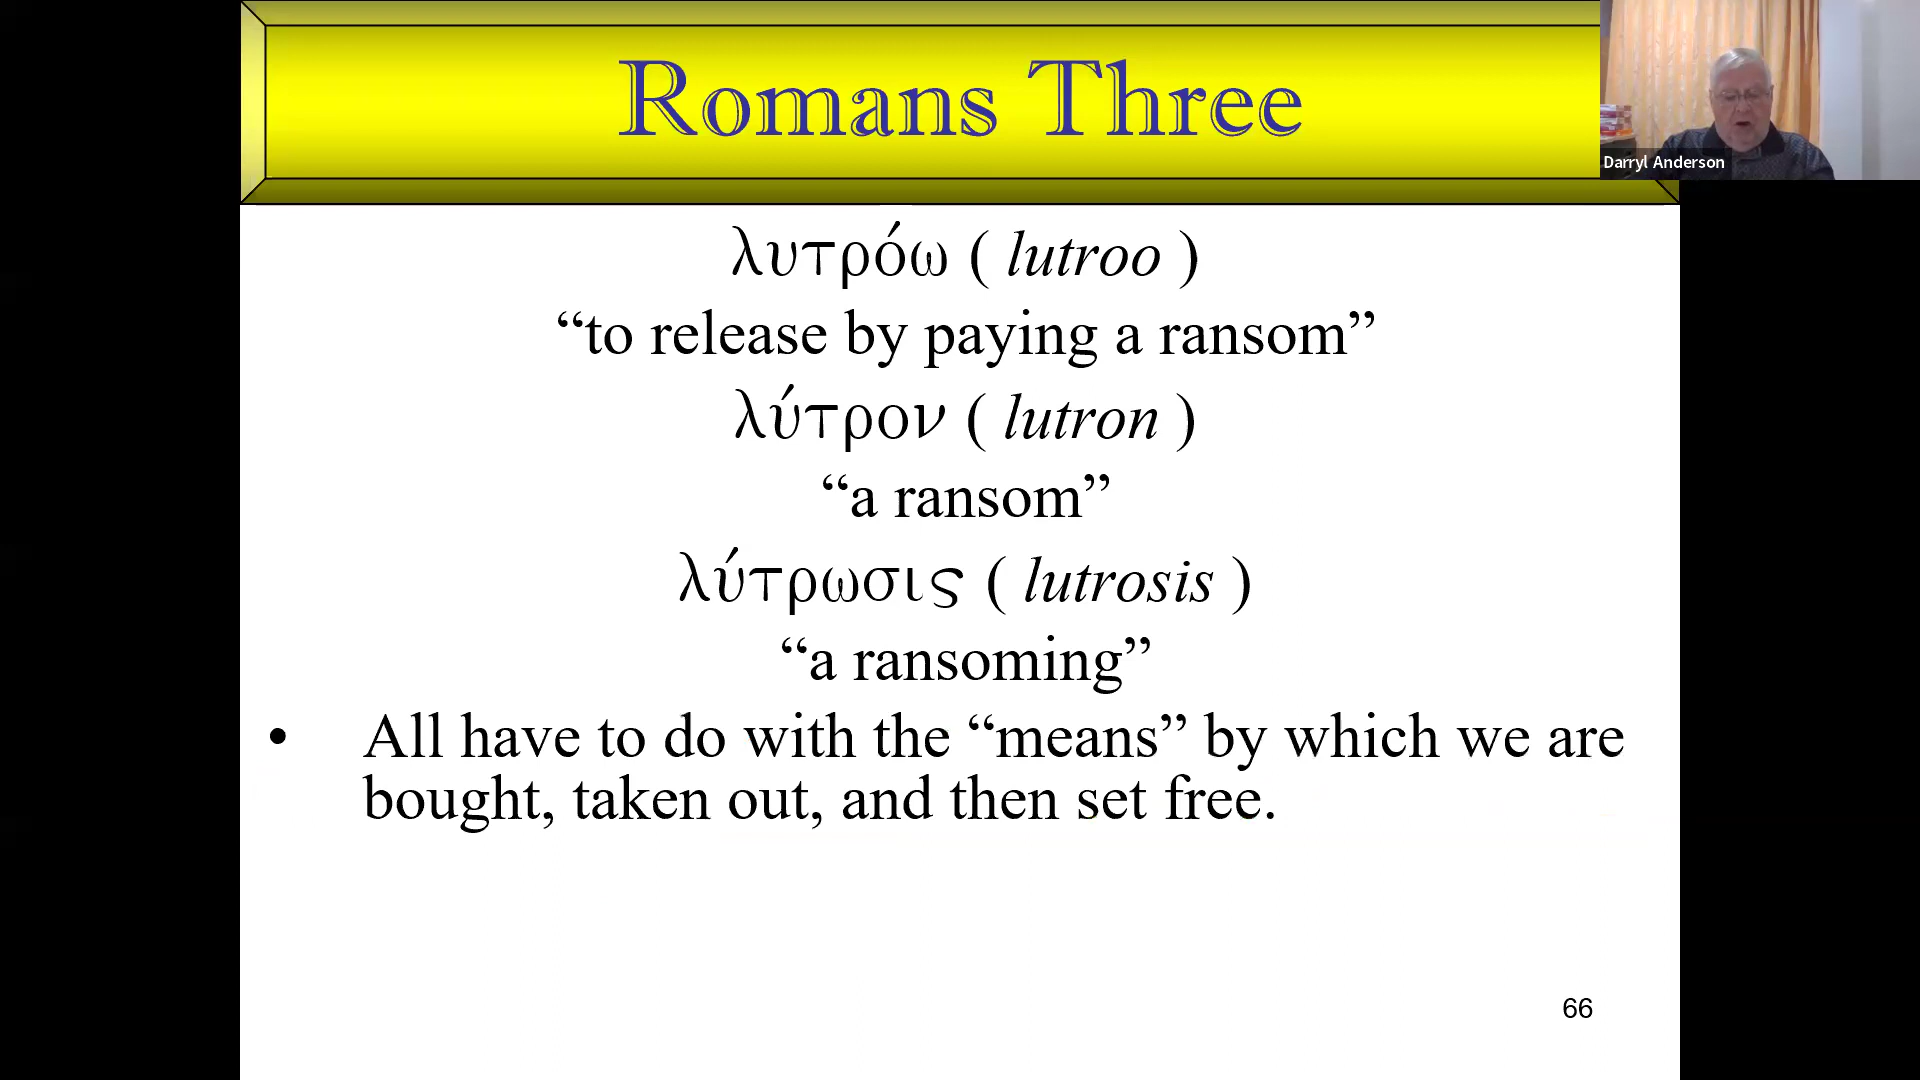 Romans Three
Darryl Anderson
λυτρόω ( lutroo )
“to release by paying a ransom”
λύτρον ( lutron )
“a ransom”
λύτρωσις ( lutrosis )
“a ransoming”
• All have to do with the “means” by which we are
bought, taken out, and then set free.
66